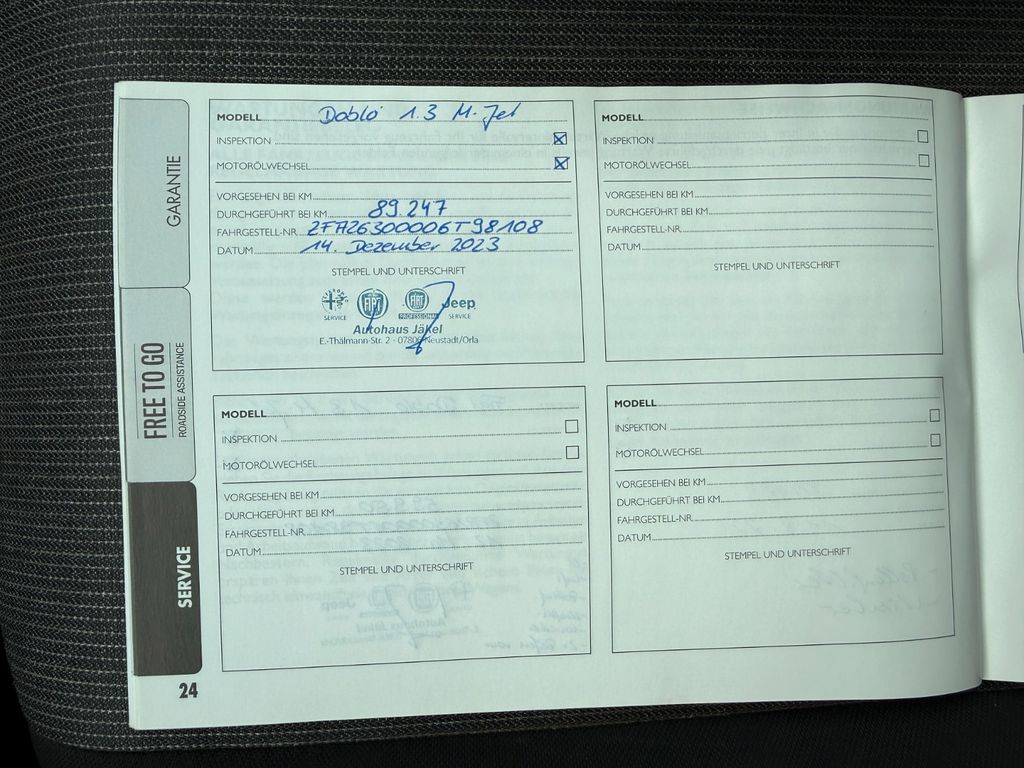 GARANTIE
FREE TO GO
ROADSIDE ASSISTANCE
SERVICE
MODELL Doblò 1.3 M-Jet
INSPEKTION
MOTORÖLWECHSEL
VORGESEHEN BEI KM
DURCHGEFÜHRT BEI KM 89.247
FAHRGESTELL-NR. ZFA26300006T98108
DATUM 14. Dezember 2023
STEMPEL UND UNTERSCHRIFT
FIAT FIAT Jeep
SERVICE PROFESSIONAL SERVICE
Autohaus Jäkel
E.-Thälmann-Str. 2 - 07806 Neustadt/Orla
MODELL
INSPEKTION
MOTORÖLWECHSEL
VORGESEHEN BEI KM
DURCHGEFÜHRT BEI KM
FAHRGESTELL-NR.
DATUM
STEMPEL UND UNTERSCHRIFT
MODELL
INSPEKTION
MOTORÖLWECHSEL
VORGESEHEN BEI KM
DURCHGEFÜHRT BEI KM
FAHRGESTELL-NR.
DATUM
STEMPEL UND UNTERSCHRIFT
MODELL
INSPEKTION
MOTORÖLWECHSEL
VORGESEHEN BEI KM
DURCHGEFÜHRT BEI KM
FAHRGESTELL-NR.
DATUM
STEMPEL UND UNTERSCHRIFT
24